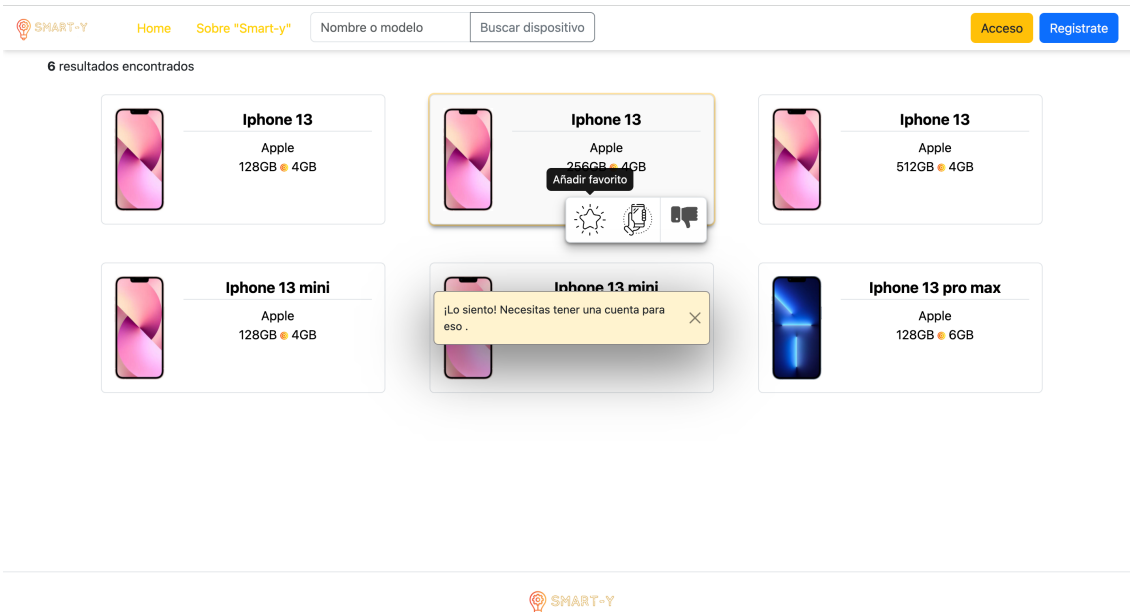 SMART-Y
Home
Sobre "Smart-y"
Nombre o modelo
Buscar dispositivo
Acceso
Registrate
6 resultados encontrados
Iphone 13
Apple
128GB 4GB
Iphone 13
Apple
256GB 4GB
Añadir favorito
Iphone 13
Apple
512GB 4GB
Iphone 13 mini
Apple
128GB 4GB
Iphone 13 mini
¡Lo siento! Necesitas tener una cuenta para
eso .
Iphone 13 pro max
Apple
128GB 6GB
SMART-Y